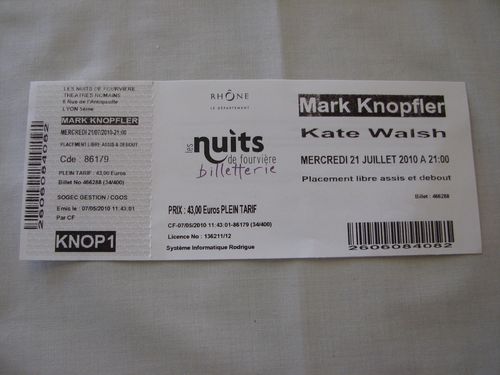 LES NUITS DE FOURVIERE
THEATRES ROMAINS
6 Rue de l'Antiquaille
LYON 5ème
MARK KNOPFLER
MERCREDI 21/07/2010-21:00
PLACEMENT LIBRE ASSIS & DEBOUT
Cde 861/9
PLEIN TARIF : 43,00 Euros
Billet No 466288 (34/400)
SOGEC GESTION / CGOS
Emis le : 07/05/2010 11:43:01
Par CF
KNOP1
2606084082
RHÔNE
LE DÉPARTEMENT
les nuits
de fourvière
billetterie
PRIX : 43,00 Euros PLEIN TARIF
CF-07/05/2010 11:43:01-86179 (34/400)
Licence No : 136211/12
Système Informatique Rodrigue
Mark Knopfler
Kate Walsh
MERCREDI 21 JUILLET 2010 A 21:00
Placement libre assis et debout
Billet : 466288
2606084082